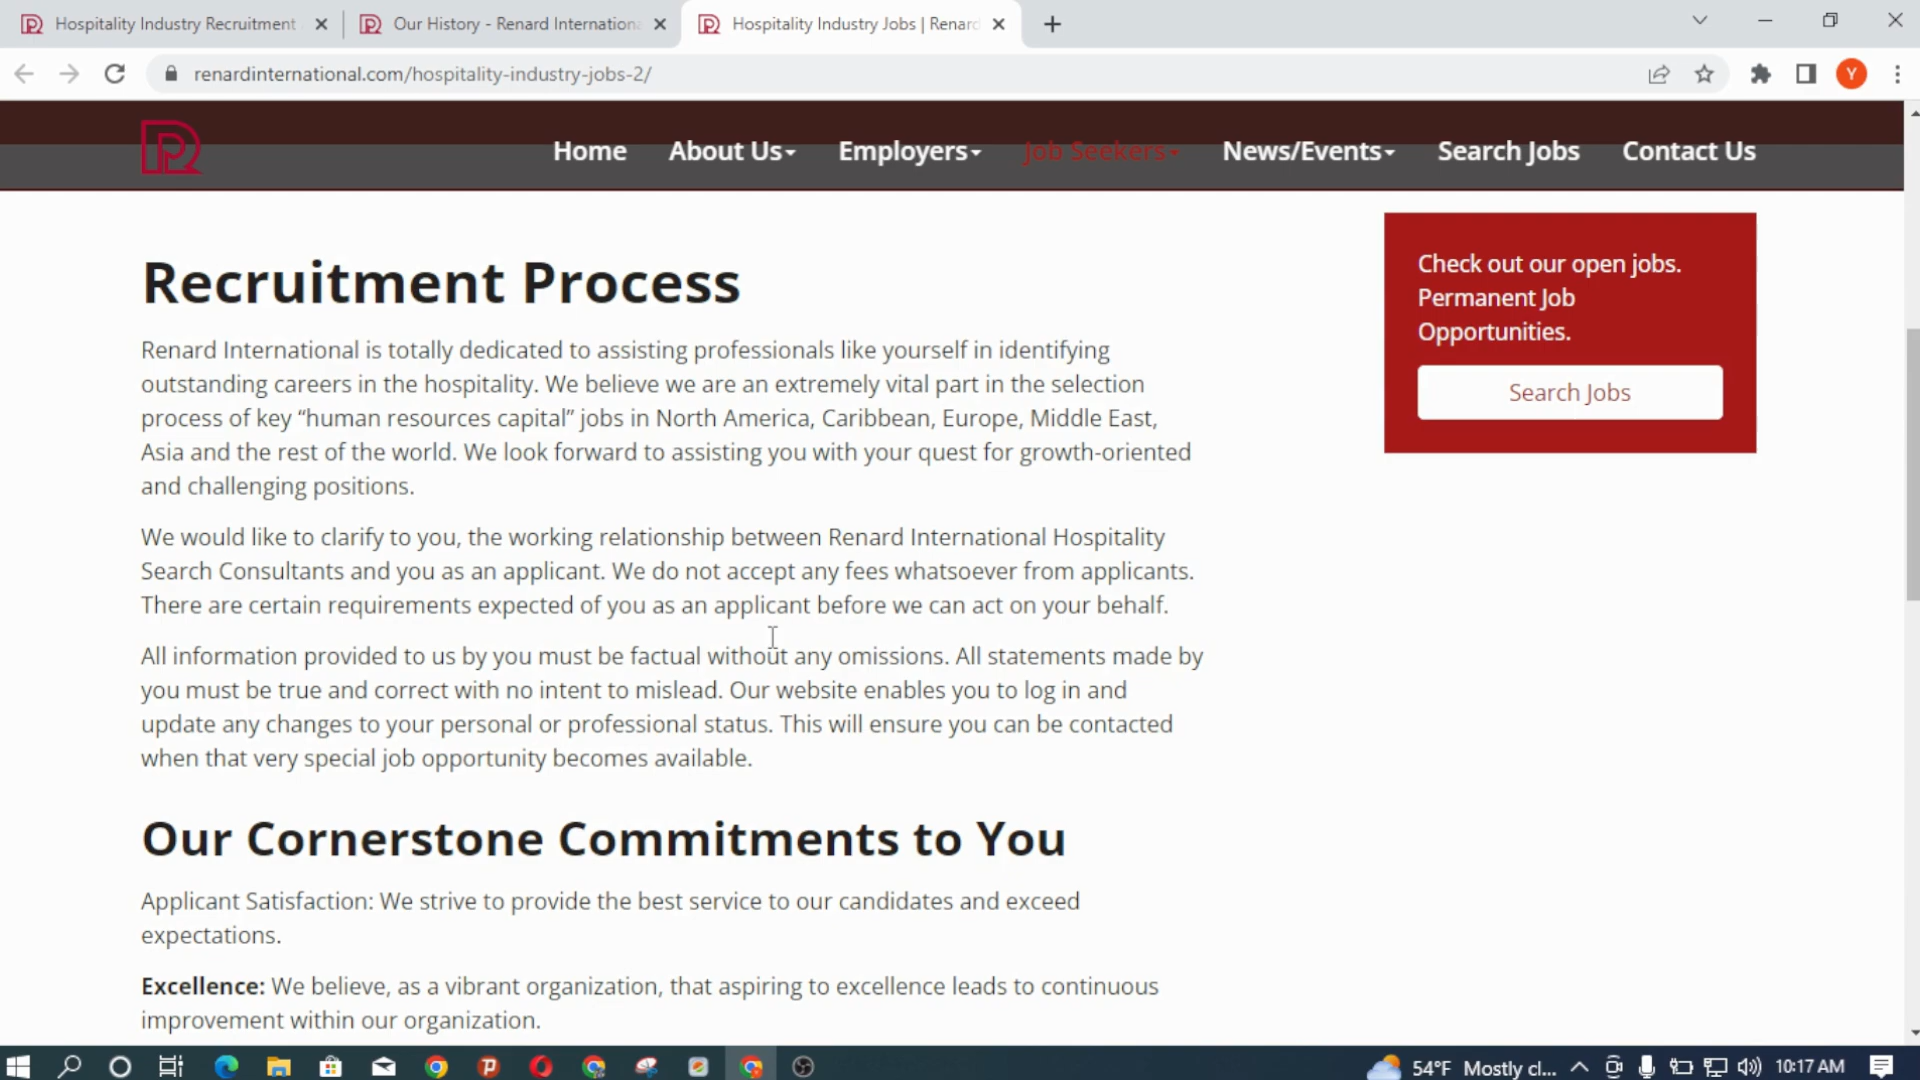 Hospitality Industry Recruitment
Our History - Renard Internationa
Hospitality Industry Jobs | Renard
renardinternational.com/hospitality-industry-jobs-2/
Y
Home
About Us
Employers
Job Seekers
News/Events
Search Jobs
Contact Us
Recruitment Process
Renard International is totally dedicated to assisting professionals like yourself in identifying
outstanding careers in the hospitality. We believe we are an extremely vital part in the selection
process of key “human resources capital” jobs in North America, Caribbean, Europe, Middle East,
Asia and the rest of the world. We look forward to assisting you with your quest for growth-oriented
and challenging positions.
We would like to clarify to you, the working relationship between Renard International Hospitality
Search Consultants and you as an applicant. We do not accept any fees whatsoever from applicants.
There are certain requirements expected of you as an applicant before we can act on your behalf.
All information provided to us by you must be factual without any omissions. All statements made by
you must be true and correct with no intent to mislead. Our website enables you to log in and
update any changes to your personal or professional status. This will ensure you can be contacted
when that very special job opportunity becomes available.
Our Cornerstone Commitments to You
Applicant Satisfaction: We strive to provide the best service to our candidates and exceed
expectations.
Excellence: We believe, as a vibrant organization, that aspiring to excellence leads to continuous
improvement within our organization.
Check out our open jobs.
Permanent Job
Opportunities.
Search Jobs
54°F Mostly cl...
10:17 AM